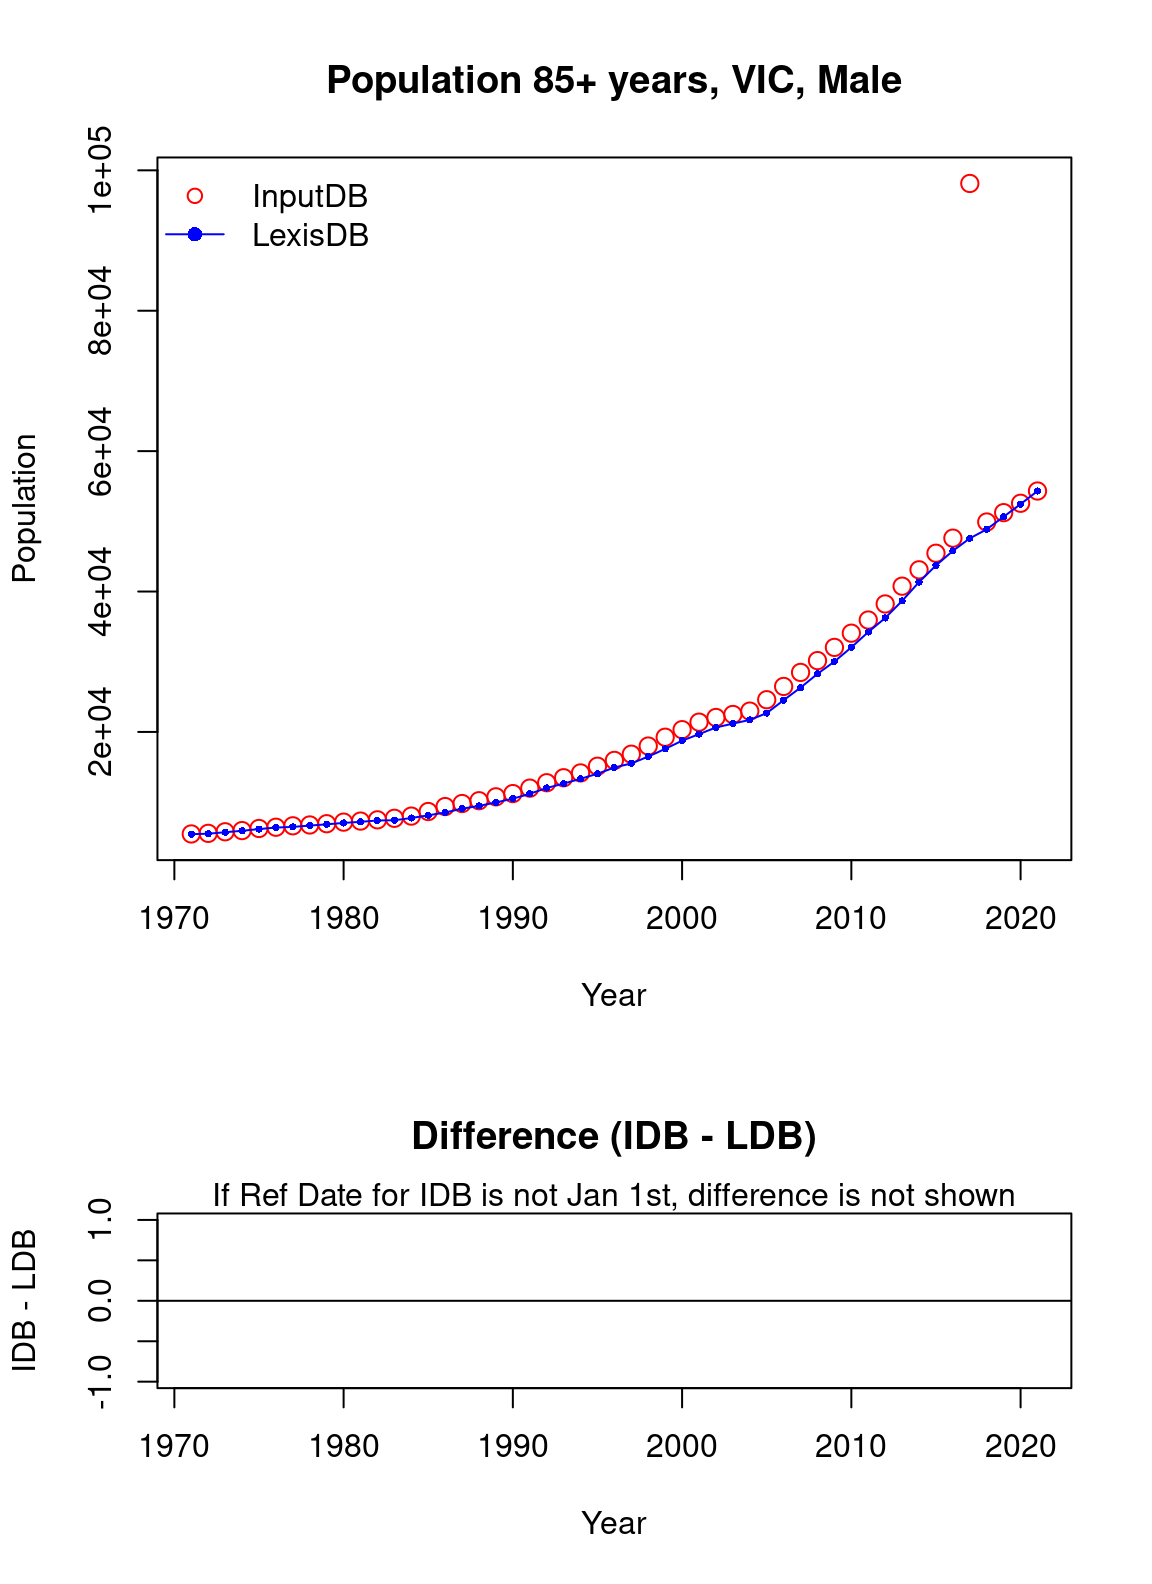 Population 85+ years, VIC, Male
1e+05
8e+04
6e+04
4e+04
2e+04
Population
InputDB
LexisDB
1970 1980 1990 2000 2010 2020
Year
Difference (IDB - LDB)
If Ref Date for IDB is not Jan 1st, difference is not shown
1.0
0.0
-1.0
IDB - LDB
1970 1980 1990 2000 2010 2020
Year